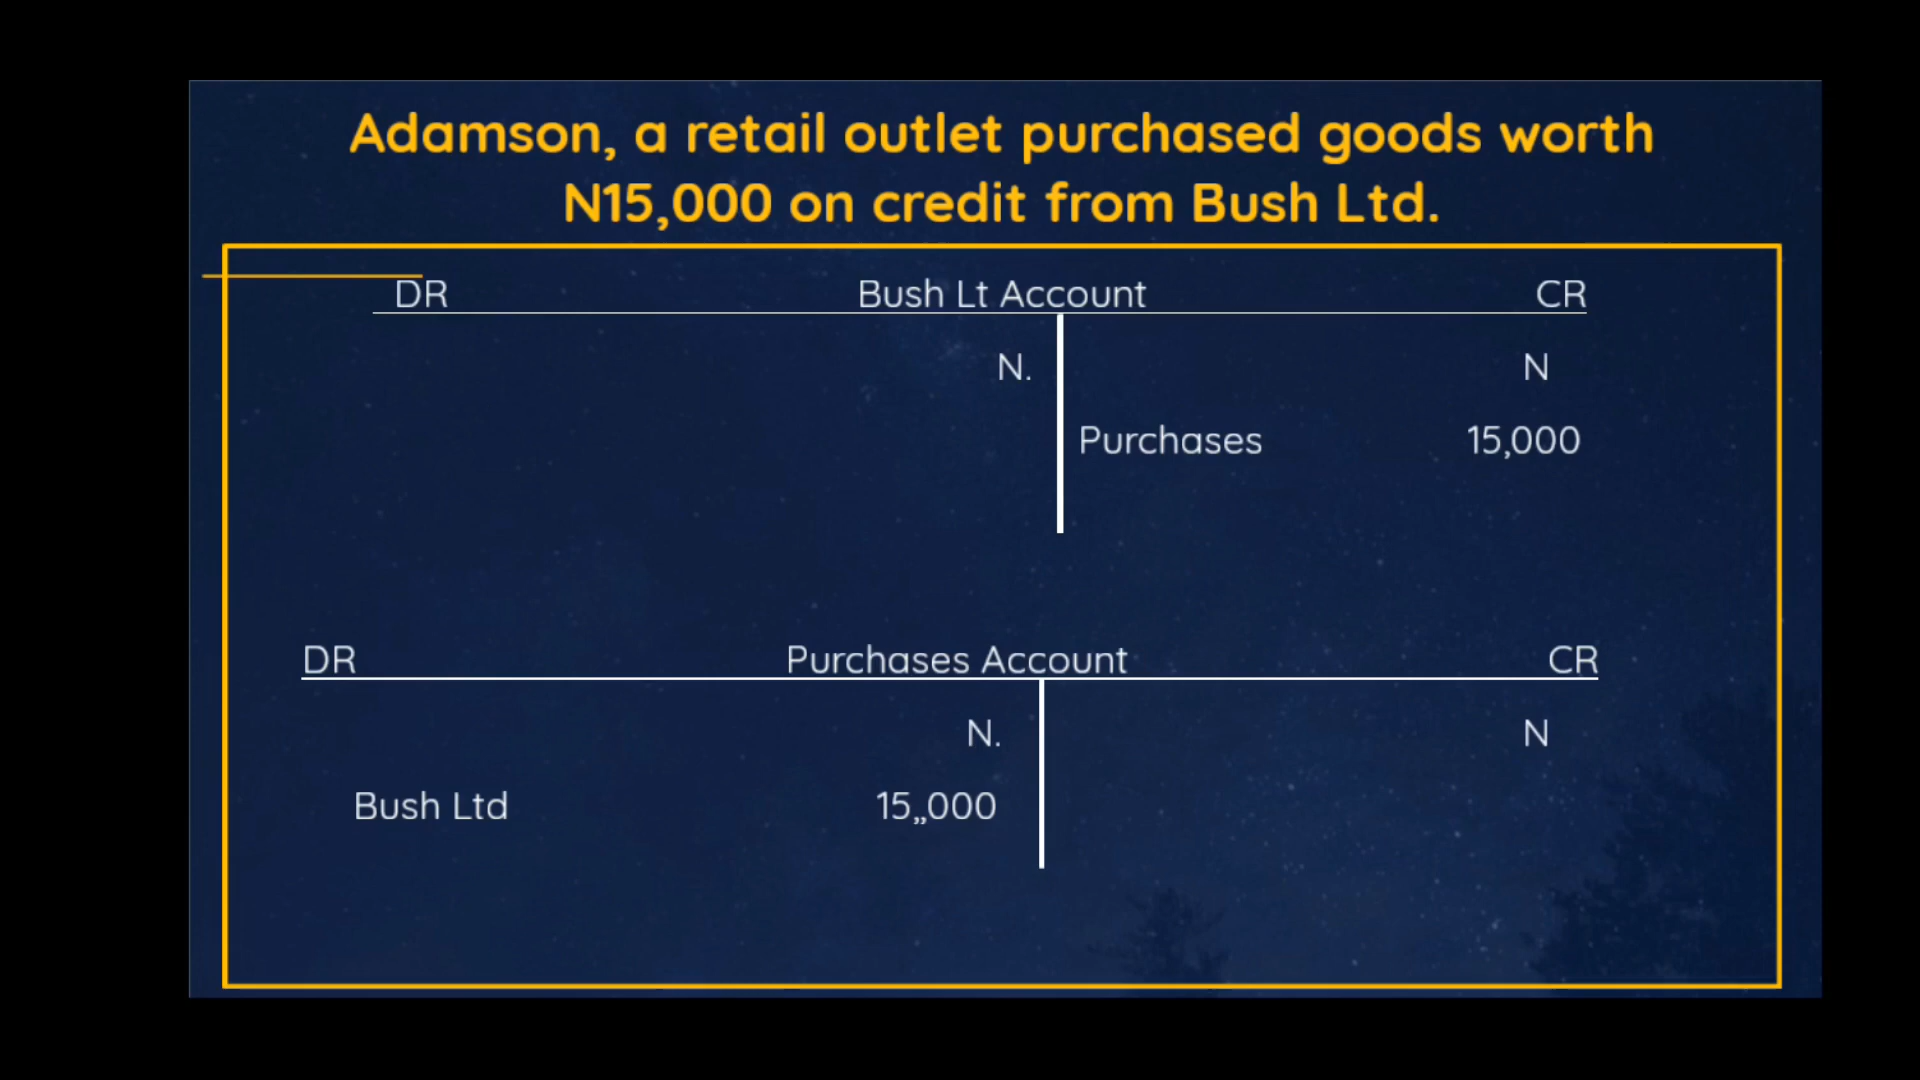 Adamson, a retail outlet purchased goods worth
N15,000 on credit from Bush Ltd.
DR Bush Lt Account CR
N. N
Purchases 15,000
DR Purchases Account CR
N. N
Bush Ltd 15,,000